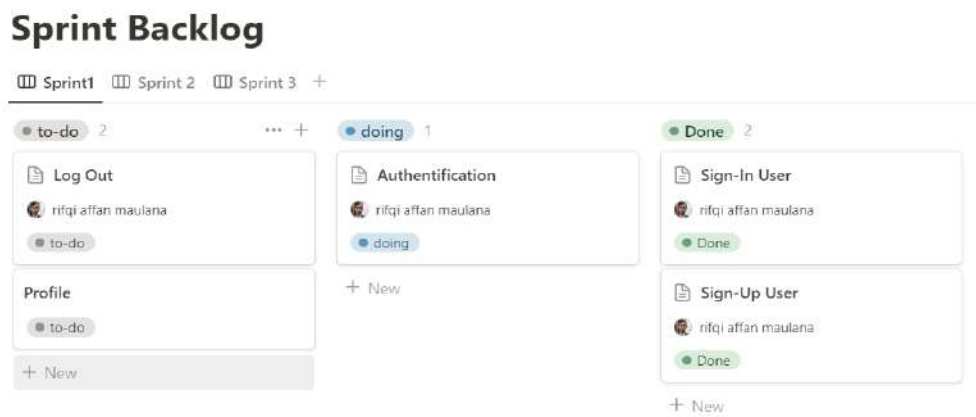 Sprint Backlog
Sprint1 Sprint 2 Sprint 3 +
to-do 2 ... +
Log Out
rifqi affan maulana
to-do
Profile
to-do
+ New
doing 1
Authentification
rifqi affan maulana
doing
+ New
Done 2
Sign-In User
rifqi affan maulana
Done
Sign-Up User
rifqi affan maulana
Done
+ New